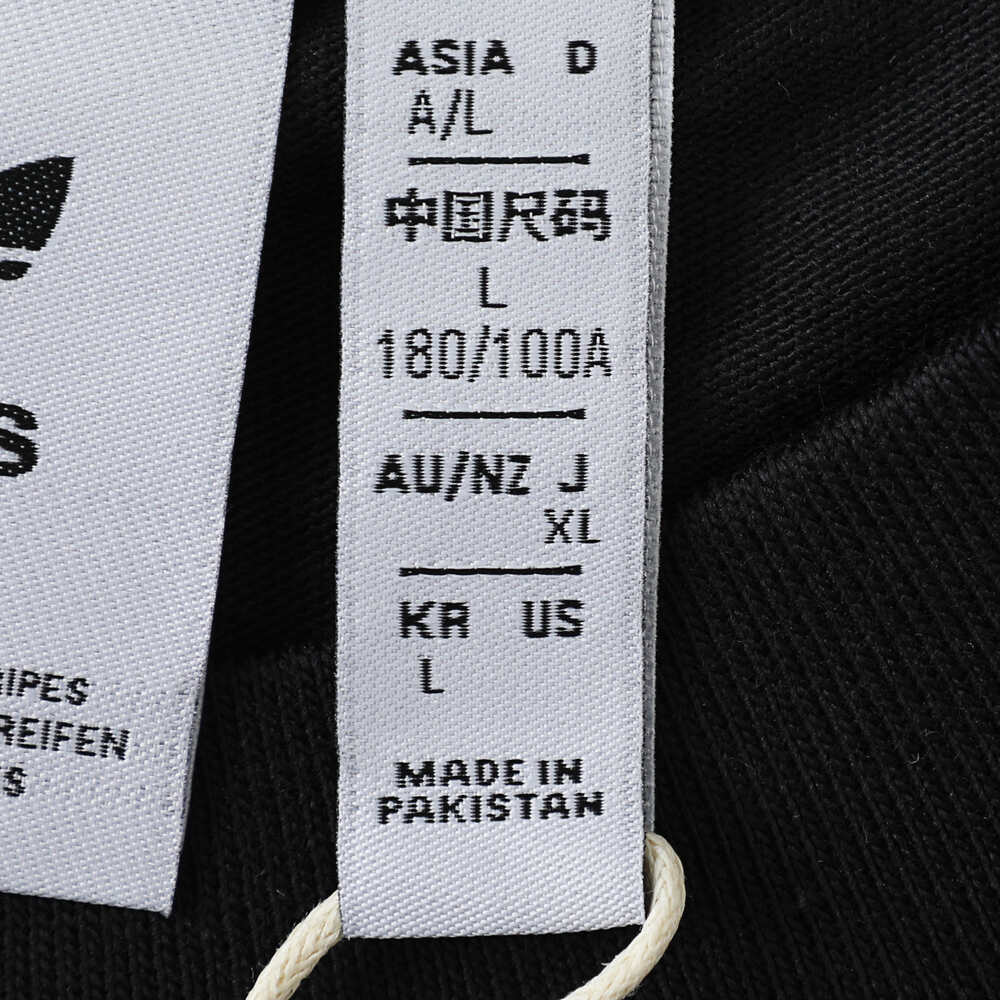 ASIA D
A/L
中国尺码
L
180/100A
AU/NZ J
XL
KR US
L
MADE IN
PAKISTAN
S
IPES
REIFEN
S